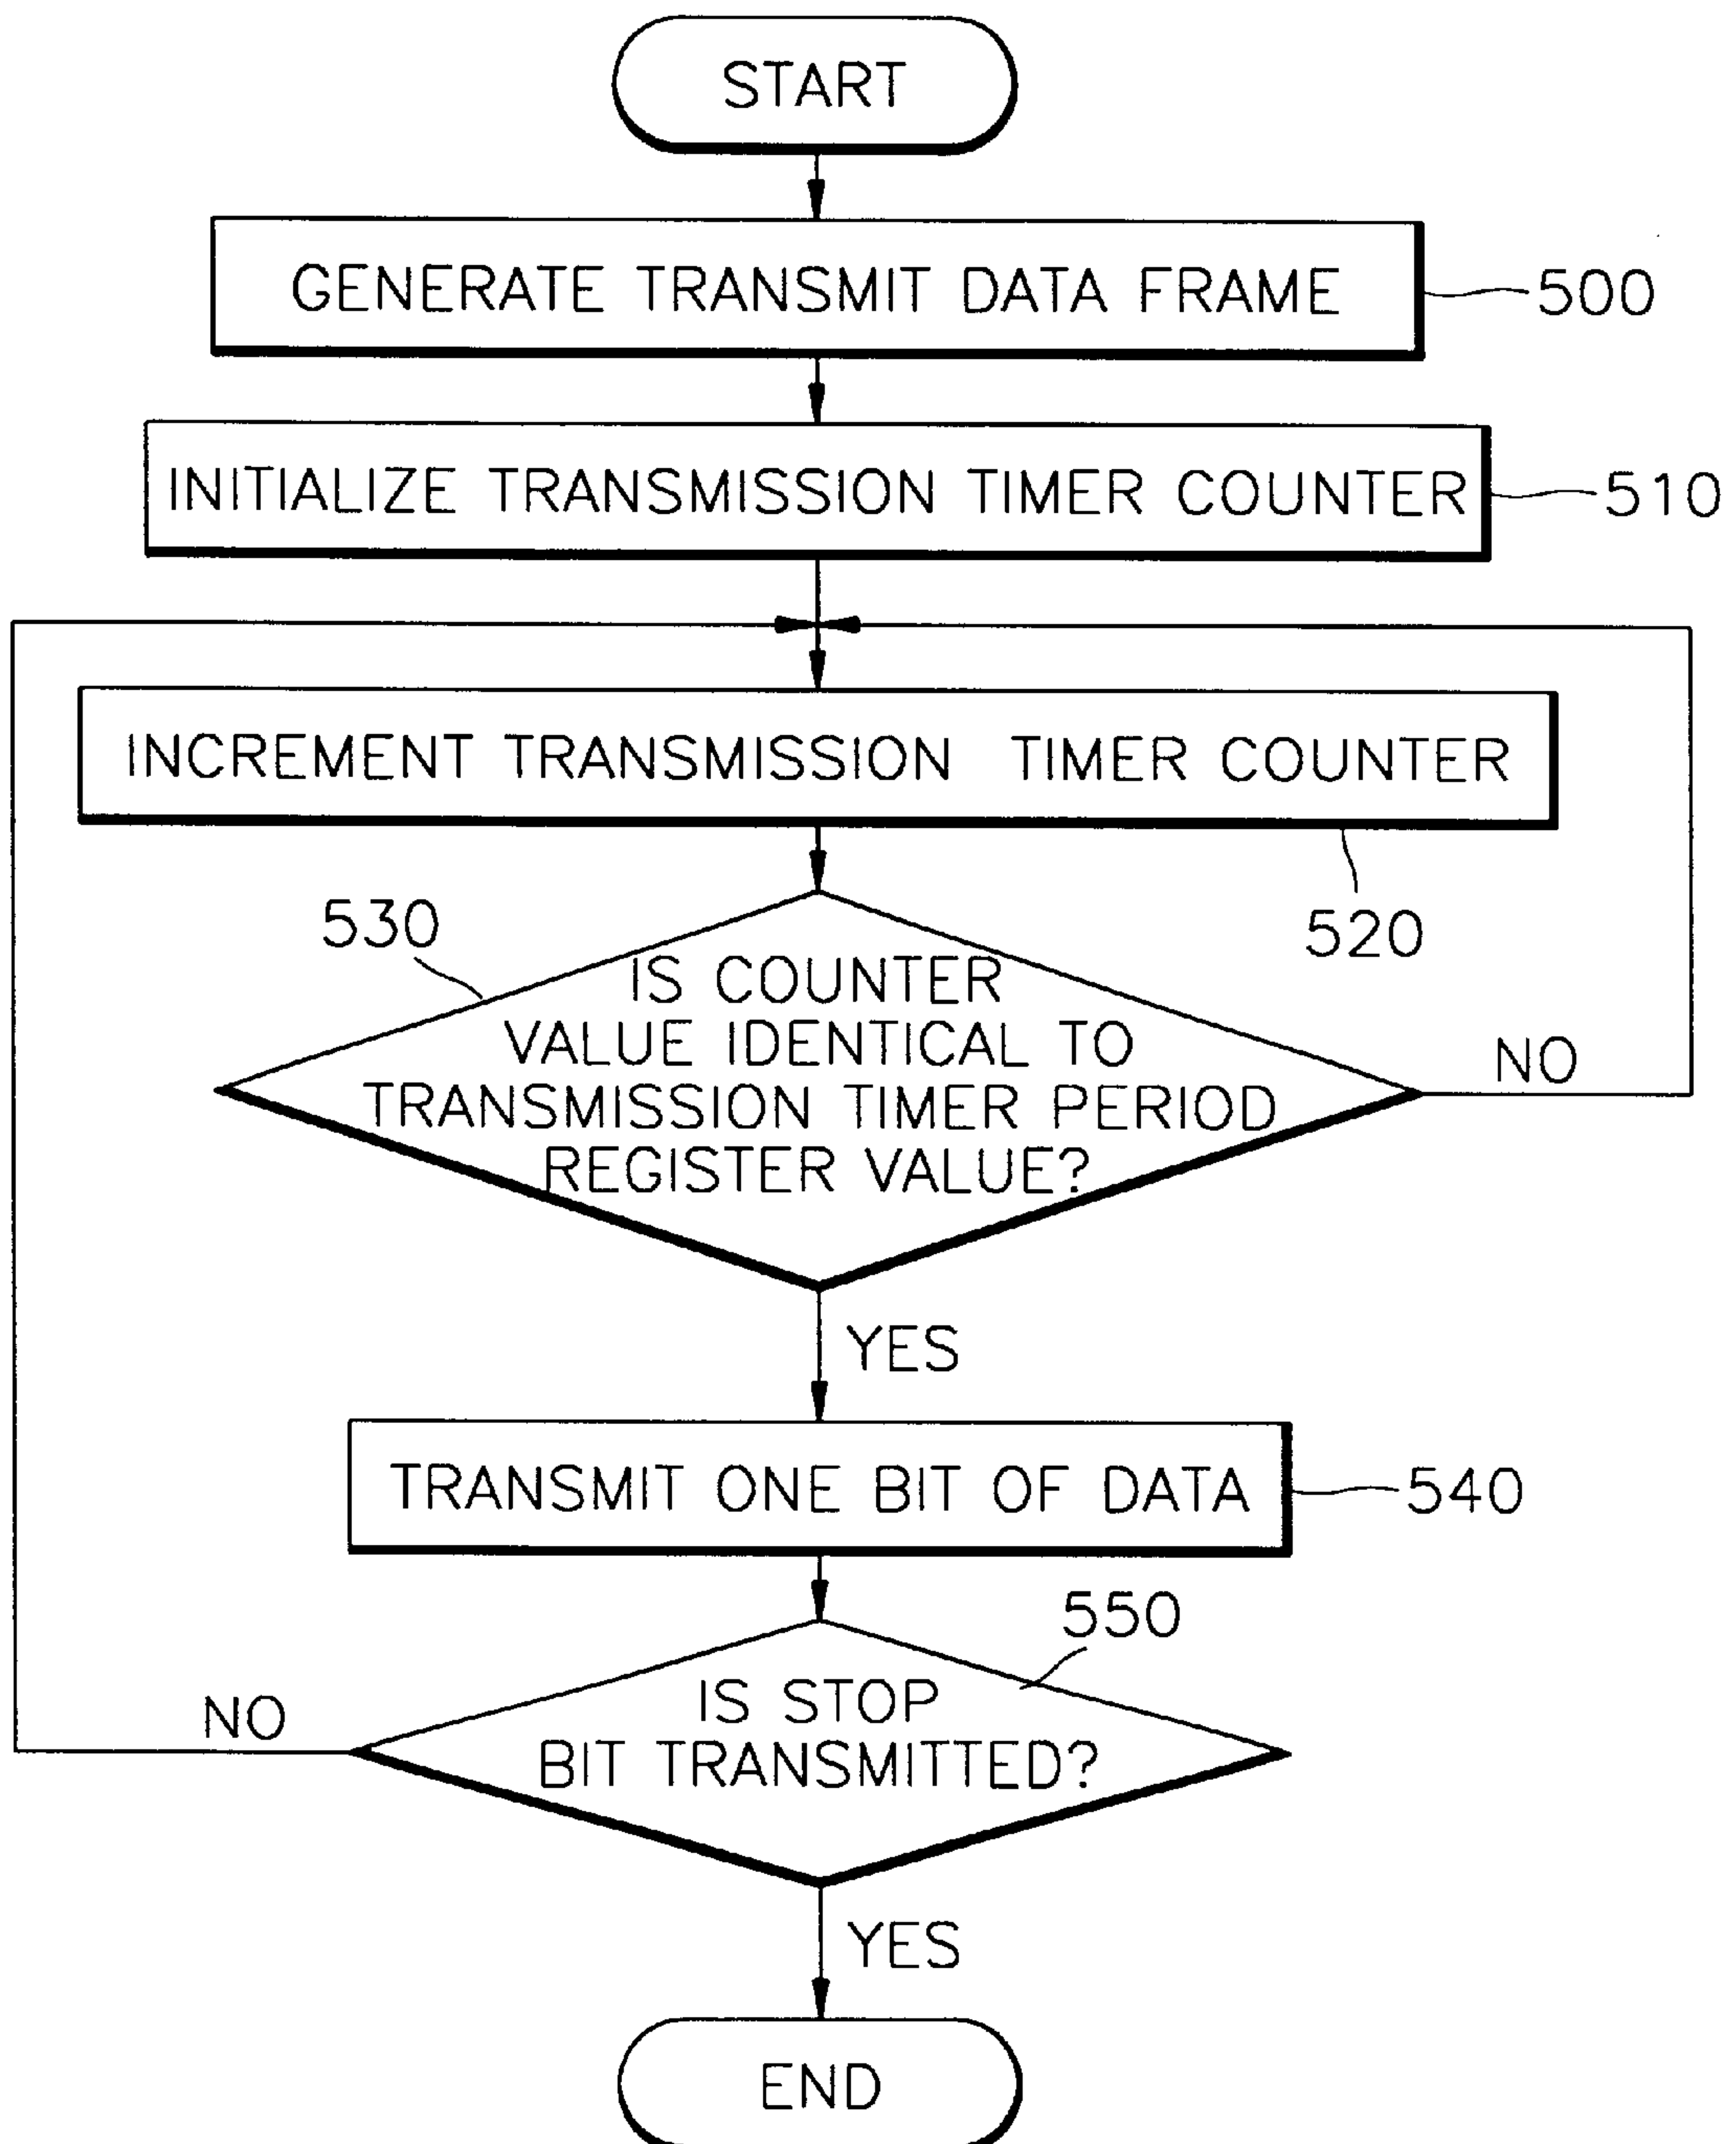 START
GENERATE TRANSMIT DATA FRAME
500
INITIALIZE TRANSMISSION TIMER COUNTER
510
INCREMENT TRANSMISSION TIMER COUNTER
520
530
IS COUNTER
VALUE IDENTICAL TO
TRANSMISSION TIMER PERIOD
REGISTER VALUE?
NO
YES
TRANSMIT ONE BIT OF DATA
540
550
IS STOP
BIT TRANSMITTED?
NO
YES
END